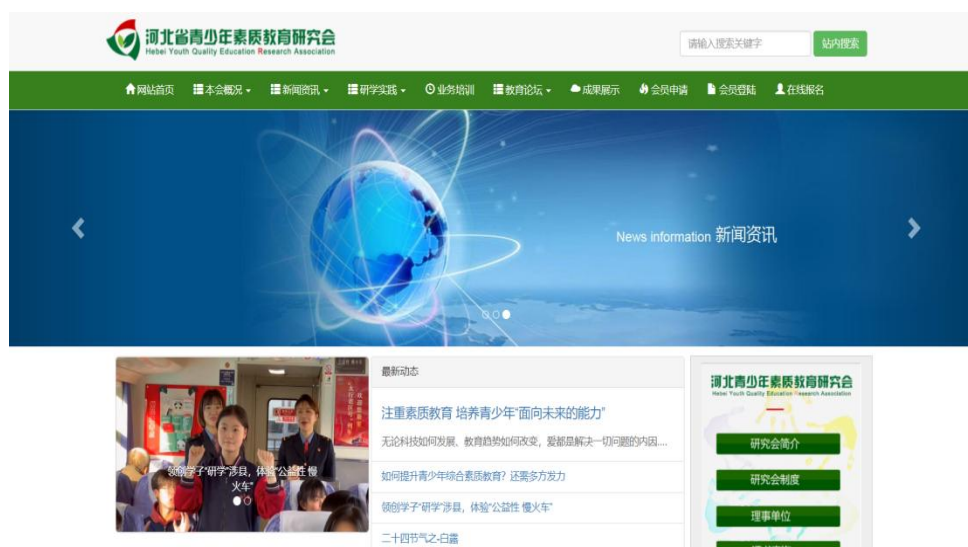 河北省青少年素质教育研究会
Hebei Youth Quality Education Research Association
请输入搜索关键字
站内搜索
网站首页
本会概况
新闻资讯
研学实践
业务培训
教育论坛
成果展示
会员申请
会员登陆
在线报名
News information 新闻资讯
领创学子“研学”涉县，体验“公益性 慢
火车”
最新动态
注重素质教育 培养青少年“面向未来的能力”
无论科技如何发展、教育趋势如何改变，爱都是解决一切问题的内因....
如何提升青少年综合素质教育？还需多方发力
领创学子“研学”涉县，体验“公益性 慢火车”
二十四节气之-白露
河北青少年素质教育研究会
Hebei Youth Quality Education Research Association
研究会简介
研究会制度
理事单位